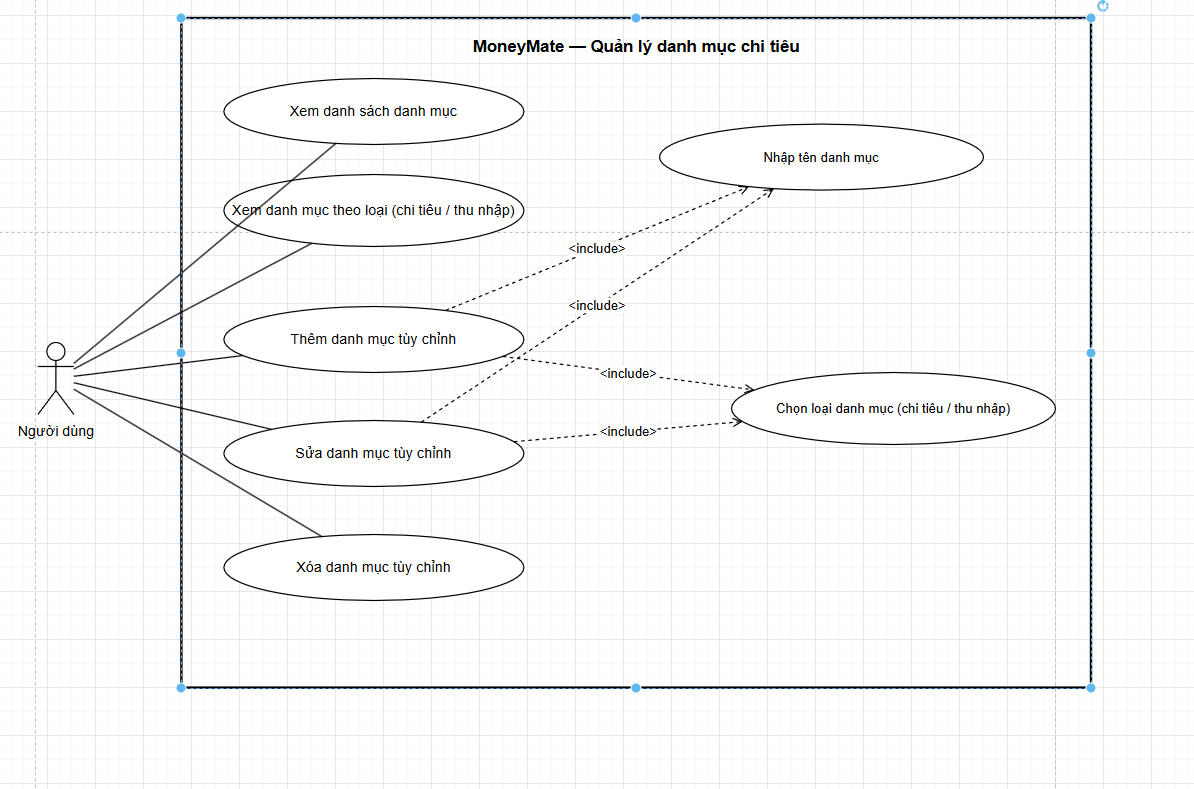 MoneyMate — Quản lý danh mục chi tiêu
Xem danh sách danh mục
Nhập tên danh mục
Xem danh mục theo loại (chi tiêu / thu nhập)
<include>
<include>
Thêm danh mục tùy chỉnh
<include>
Chọn loại danh mục (chi tiêu / thu nhập)
Người dùng
<include>
Sửa danh mục tùy chỉnh
Xóa danh mục tùy chỉnh